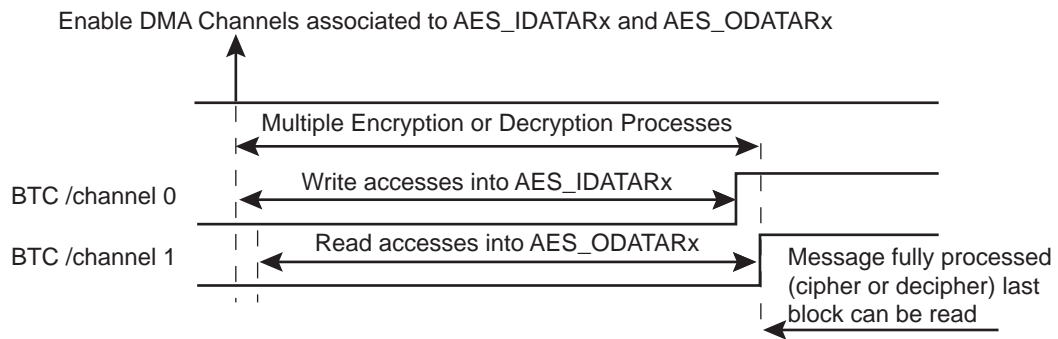 Enable DMA Channels associated to AES_IDATARx and AES_ODATARx
Multiple Encryption or Decryption Processes
BTC /channel 0
Write accesses into AES_IDATARx
BTC /channel 1
Read accesses into AES_ODATARx
Message fully processed
(cipher or decipher) last
block can be read